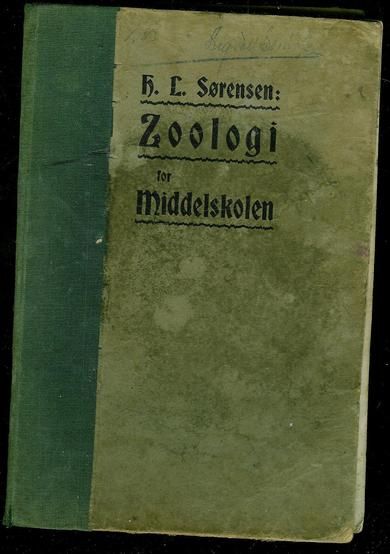 H. L. Sørensen:
Zoologi
for
Middelskolen